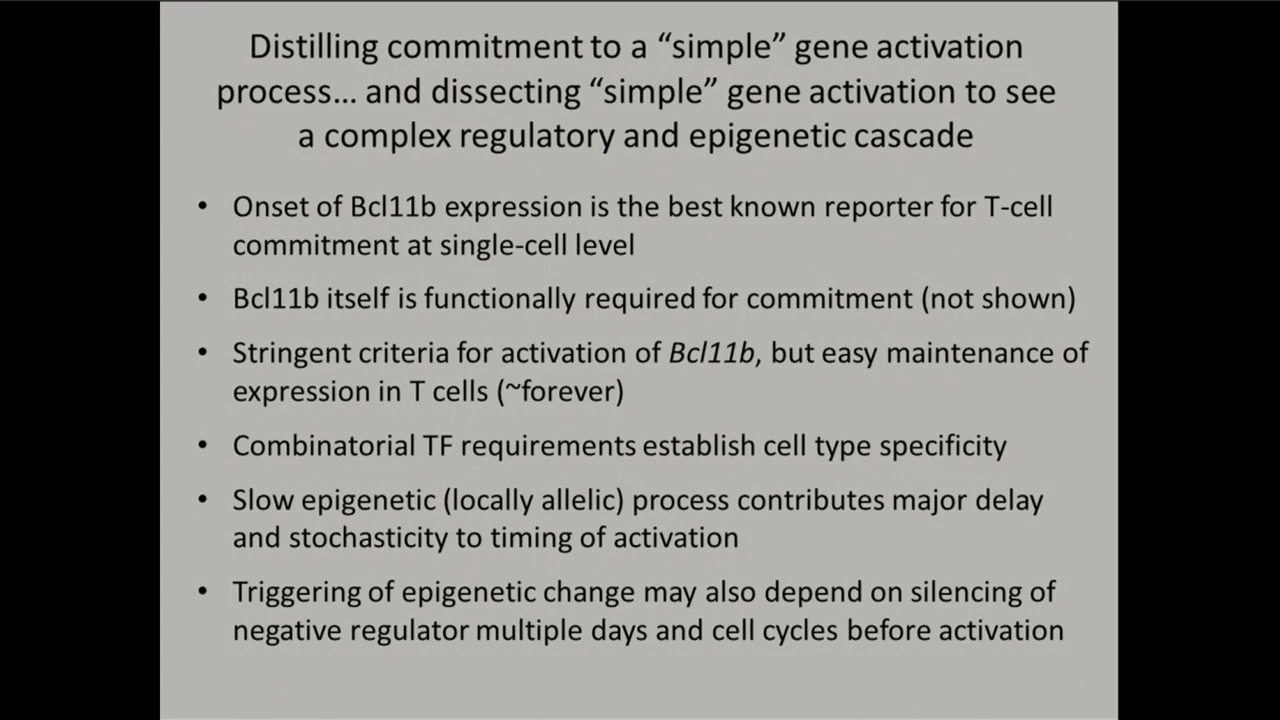 Distilling commitment to a “simple” gene activation
process... and dissecting “simple” gene activation to see
a complex regulatory and epigenetic cascade
• Onset of Bcl11b expression is the best known reporter for T-cell
commitment at single-cell level
• Bcl11b itself is functionally required for commitment (not shown)
• Stringent criteria for activation of Bcl11b, but easy maintenance of
expression in T cells (~forever)
• Combinatorial TF requirements establish cell type specificity
• Slow epigenetic (locally allelic) process contributes major delay
and stochasticity to timing of activation
• Triggering of epigenetic change may also depend on silencing of
negative regulator multiple days and cell cycles before activation